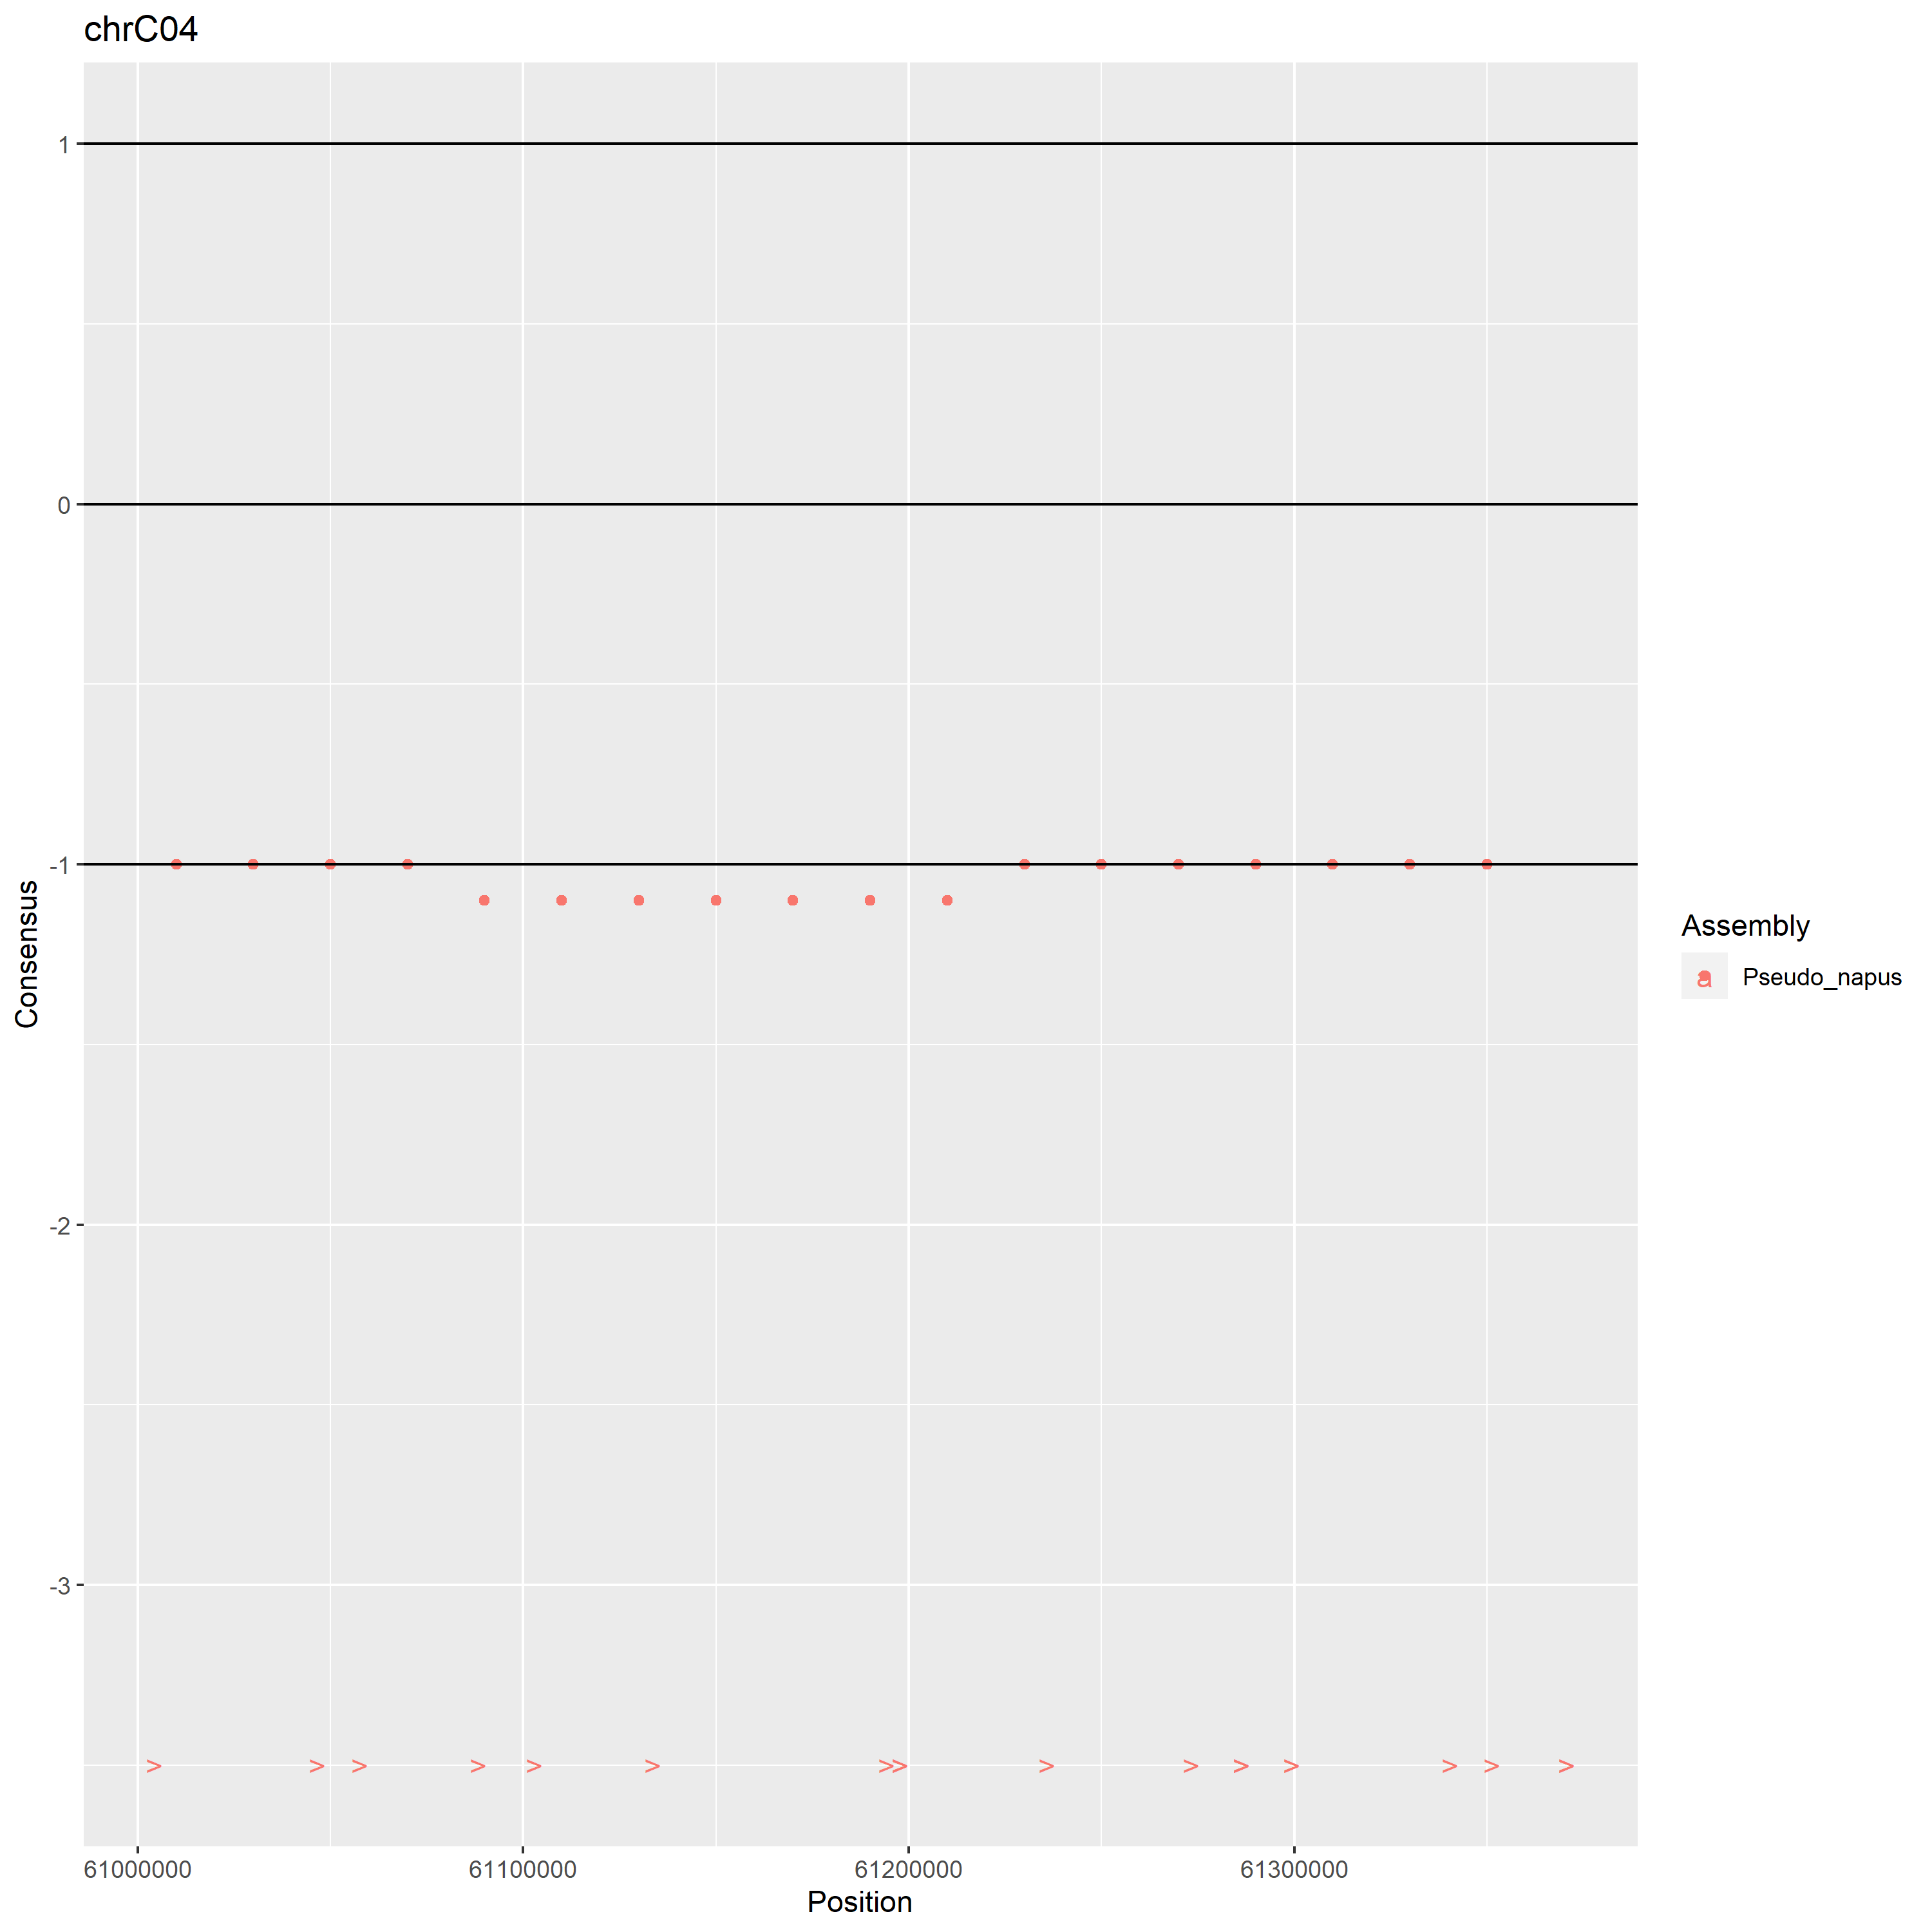 chrC04
1
0
-1
-2
-3
Consensus
> > > > > > > > > > > > > > >
61000000 61100000 61200000 61300000
Position
Assembly
a Pseudo_napus